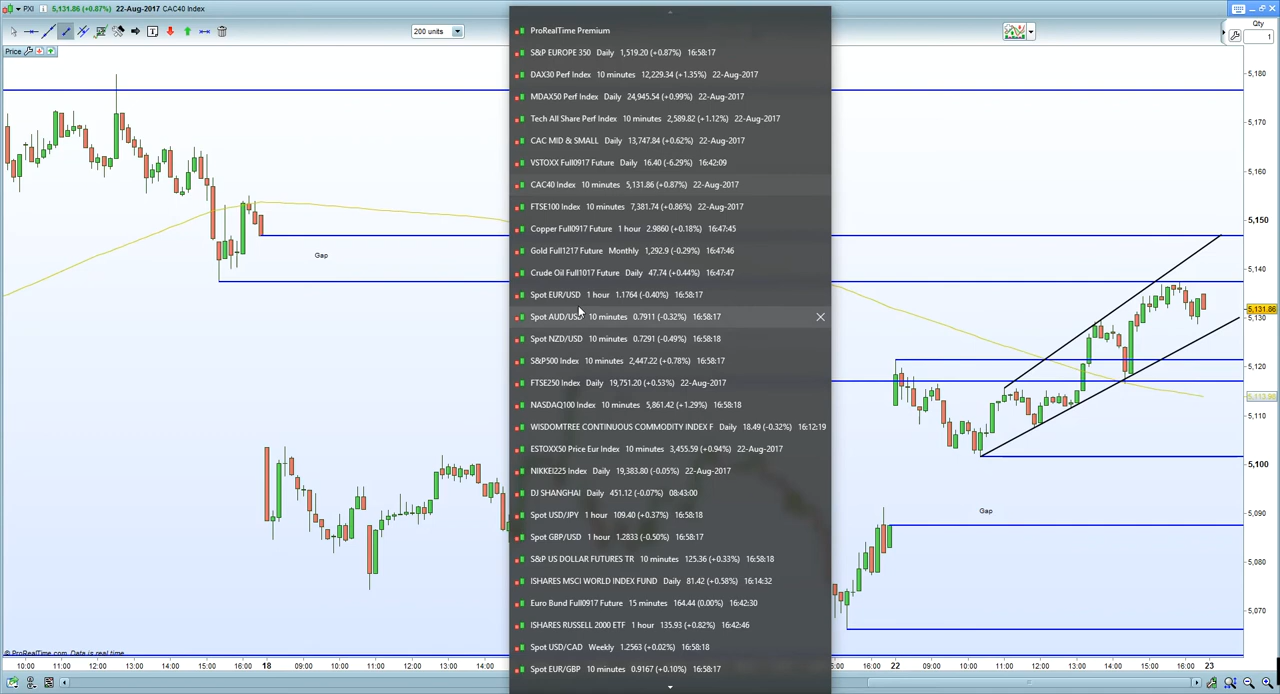 PXI 5,131.86 (+0.87%) 22-Aug-2017 CAC40 Index
200 units
Qty
1
Price
ProRealTime Premium
S&P EUROPE 350 Daily 1,519.20 (+0.87%) 16:58:17
DAX30 Perf Index 10 minutes 12,229.34 (+1.35%) 22-Aug-2017
MDAX50 Perf Index Daily 24,945.54 (+0.99%) 22-Aug-2017
Tech All Share Perf Index 10 minutes 2,589.82 (+1.12%) 22-Aug-2017
CAC MID & SMALL Daily 13,747.84 (+0.62%) 22-Aug-2017
VSTOXX Full0917 Future Daily 16.40 (-6.29%) 16:42:09
CAC40 Index 10 minutes 5,131.86 (+0.87%) 22-Aug-2017
FTSE100 Index 10 minutes 7,381.74 (+0.86%) 22-Aug-2017
Copper Full0917 Future 1 hour 2.9860 (+0.18%) 16:47:45
Gold Full1217 Future Monthly 1,292.9 (-0.29%) 16:47:46
Crude Oil Full1017 Future Daily 47.74 (+0.44%) 16:47:47
Spot EUR/USD 1 hour 1.1764 (-0.40%) 16:58:17
Spot AUD/USD 10 minutes 0.7911 (-0.32%) 16:58:17
Spot NZD/USD 10 minutes 0.7291 (-0.49%) 16:58:18
S&P500 Index 10 minutes 2,447.22 (+0.78%) 16:58:17
FTSE250 Index Daily 19,751.20 (+0.53%) 22-Aug-2017
NASDAQ100 Index 10 minutes 5,861.42 (+1.29%) 16:58:18
WISDOMTREE CONTINUOUS COMMODITY INDEX F Daily 18.49 (-0.32%) 16:12:19
ESTOXX50 Price Eur Index 10 minutes 3,455.59 (+0.94%) 22-Aug-2017
NIKKEI225 Index Daily 19,383.80 (-0.05%) 22-Aug-2017
DJ SHANGHAI Daily 451.12 (-0.07%) 08:43:00
Spot USD/JPY 1 hour 109.40 (+0.37%) 16:58:18
Spot GBP/USD 1 hour 1.2833 (-0.50%) 16:58:17
S&P US DOLLAR FUTURES TR 10 minutes 125.36 (+0.33%) 16:58:18
ISHARES MSCI WORLD INDEX FUND Daily 81.42 (+0.58%) 16:14:32
Euro Bund Full0917 Future 15 minutes 164.44 (0.00%) 16:42:30
ISHARES RUSSELL 2000 ETF 1 hour 135.93 (+0.82%) 16:42:46
Spot USD/CAD Weekly 1.2563 (+0.02%) 16:58:18
Spot EUR/GBP 10 minutes 0.9167 (+0.10%) 16:58:17
Gap
Gap
5,180
5,170
5,160
5,150
5,140
5,131.86
5,130
5,120
5,110
5,100
5,090
5,080
5,070
©ProRealTime.com Data is real time
10:00 11:00 12:00 13:00 14:00 15:00 16:00 18 10:00 11:00 12:00 13:00 14:00 15:00 16:00 22 09:00 10:00 11:00 12:00 13:00 14:00 15:00 16:00 23